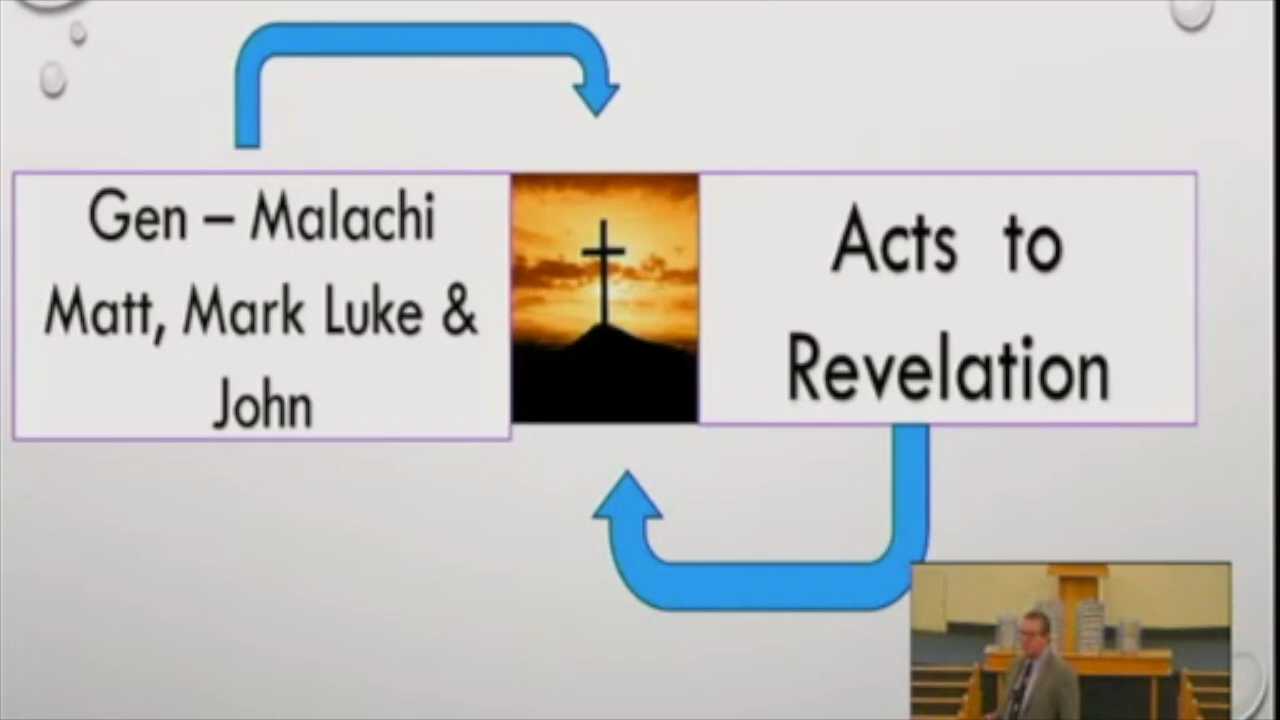 Gen – Malachi
Matt, Mark Luke &
John
Acts to
Revelation